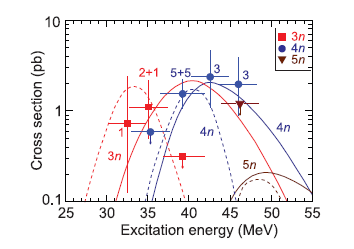 10
1
0.1
Cross section (pb)
25 30 35 40 45 50 55
Excitation energy (MeV)
3n
4n
5n
2+1
5+5
3
3
1
3n
4n
4n
5n